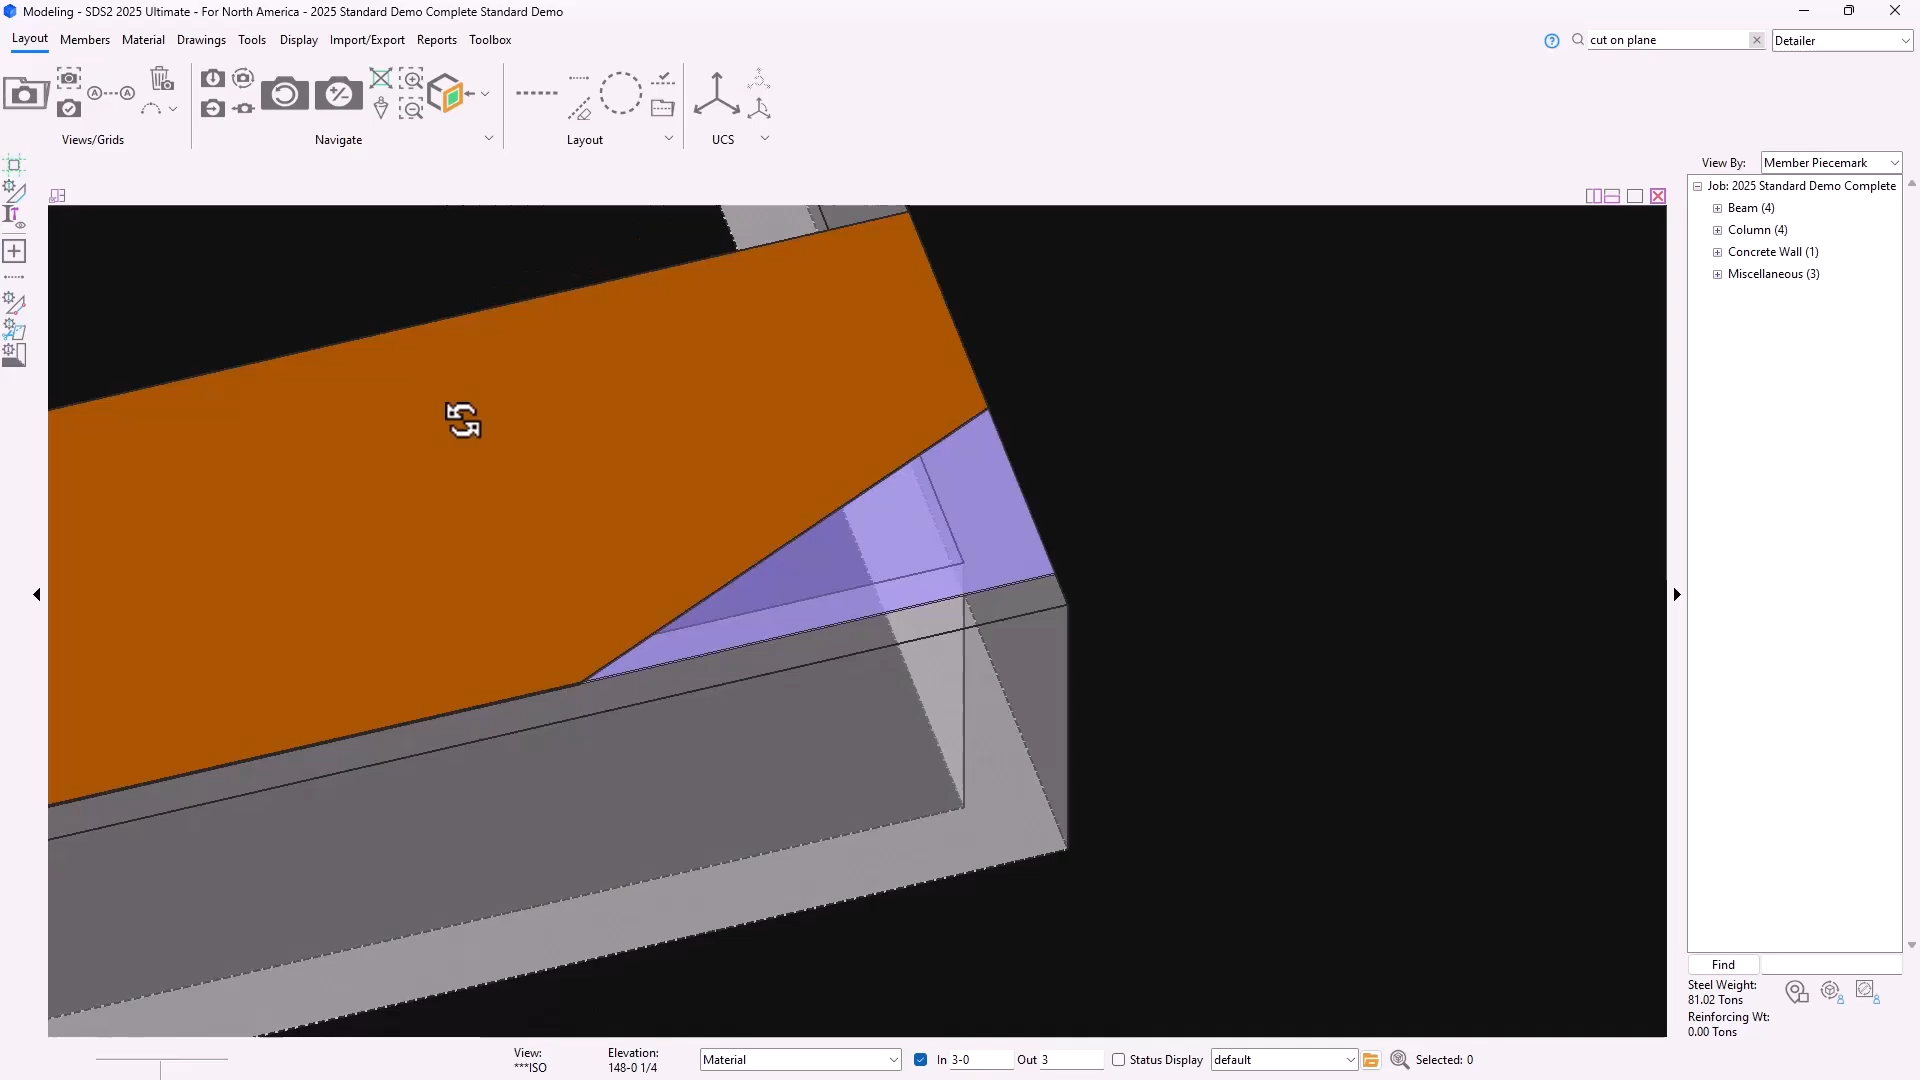 Modeling - SDS2 2025 Ultimate - For North America - 2025 Standard Demo Complete Standard Demo
Layout Members Material Drawings Tools Display Import/Export Reports Toolbox
cut on plane
Detailer
Views/Grids
Navigate
Layout
UCS
View By: Member Piecemark
Job: 2025 Standard Demo Complete
Beam (4)
Column (4)
Concrete Wall (1)
Miscellaneous (3)
Find
Steel Weight:
81.02 Tons
Reinforcing Wt:
0.00 Tons
View:
***ISO
Elevation:
148-0 1/4
Material
In 3-0
Out 3
Status Display
default
Selected: 0